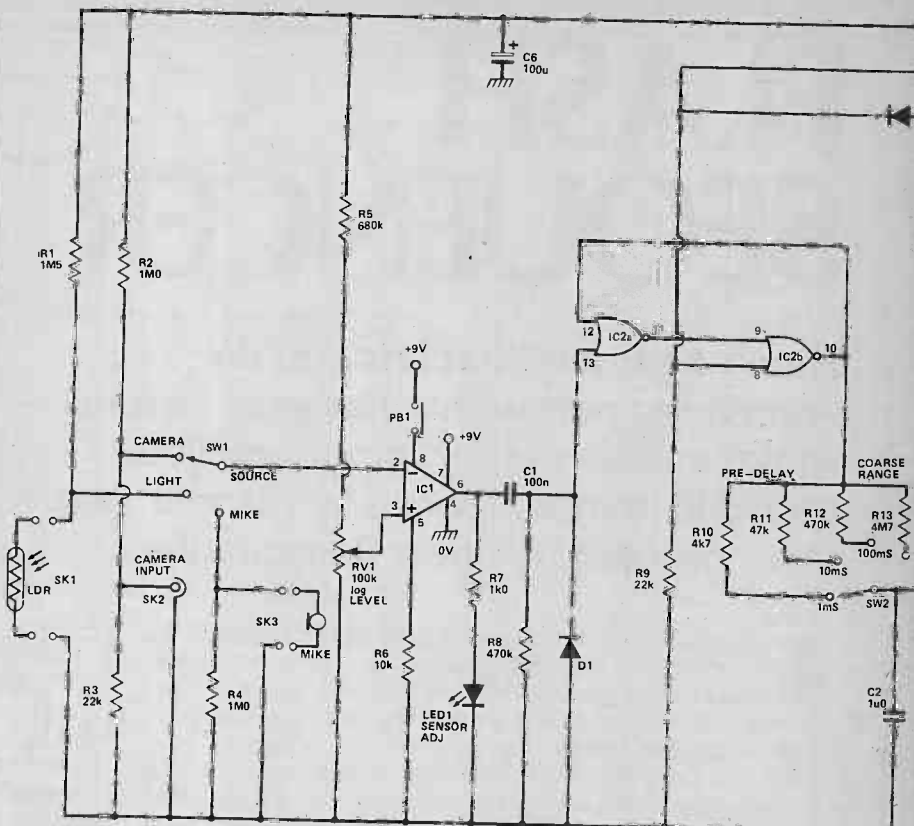 C6
100u
R1
1M5
R2
1M0
R5
680k
+9V
PB1
+9V
CAMERA
SW1
SOURCE
LIGHT
MIKE
2
8
7
IC1
6
3
5
4
0V
C1
100n
12
13
IC2a
11
9
8
IC2b
10
PRE-DELAY
COARSE
RANGE
R10
4k7
R11
47k
R12
470k
R13
4M7
100mS
10mS
1mS
SW2
SK1
LDR
CAMERA
INPUT
SK2
SK3
MIKE
RV1
100k
log
LEVEL
R7
1k0
R8
470k
R9
22k
D1
R3
22k
R4
1M0
R6
10k
LED1
SENSOR
ADJ
C2
1u0